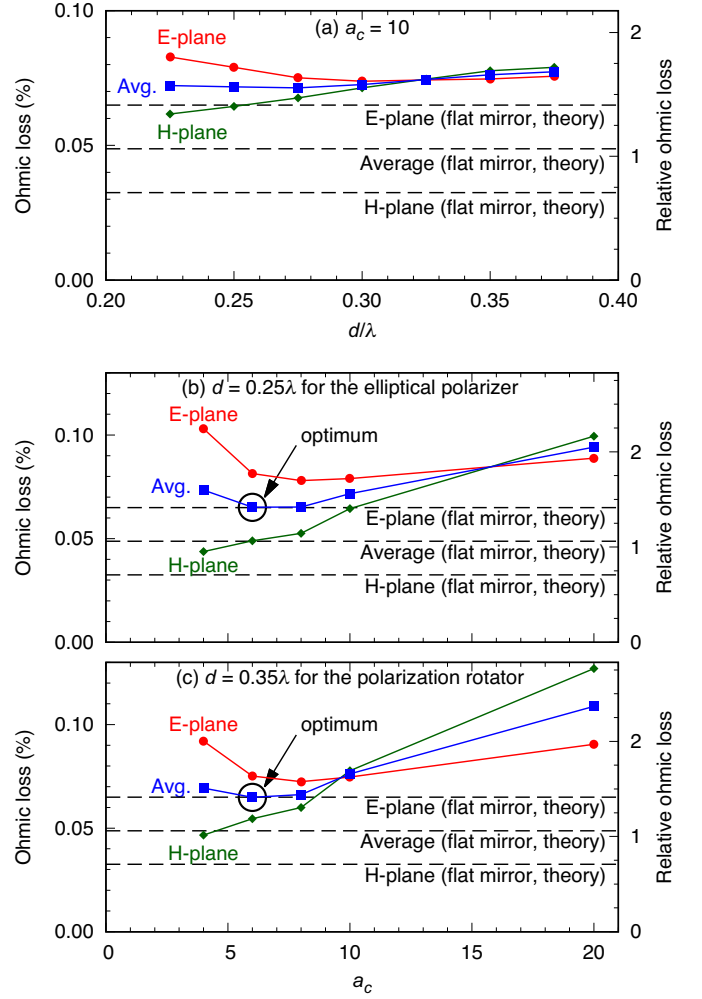 (a) a_c = 10
E-plane
Avg.
H-plane
E-plane (flat mirror, theory)
Average (flat mirror, theory)
H-plane (flat mirror, theory)
Ohmic loss (%)
0.10
0.05
0.00
Relative ohmic loss
2
1
0
0.20 0.25 0.30 0.35 0.40
d/λ
(b) d = 0.25λ for the elliptical polarizer
E-plane
optimum
Avg.
H-plane
E-plane (flat mirror, theory)
Average (flat mirror, theory)
H-plane (flat mirror, theory)
Ohmic loss (%)
0.10
0.05
0.00
Relative ohmic loss
2
1
0
(c) d = 0.35λ for the polarization rotator
E-plane
optimum
Avg.
H-plane
E-plane (flat mirror, theory)
Average (flat mirror, theory)
H-plane (flat mirror, theory)
Ohmic loss (%)
0.10
0.05
0.00
Relative ohmic loss
2
1
0
0 5 10 15 20
a_c